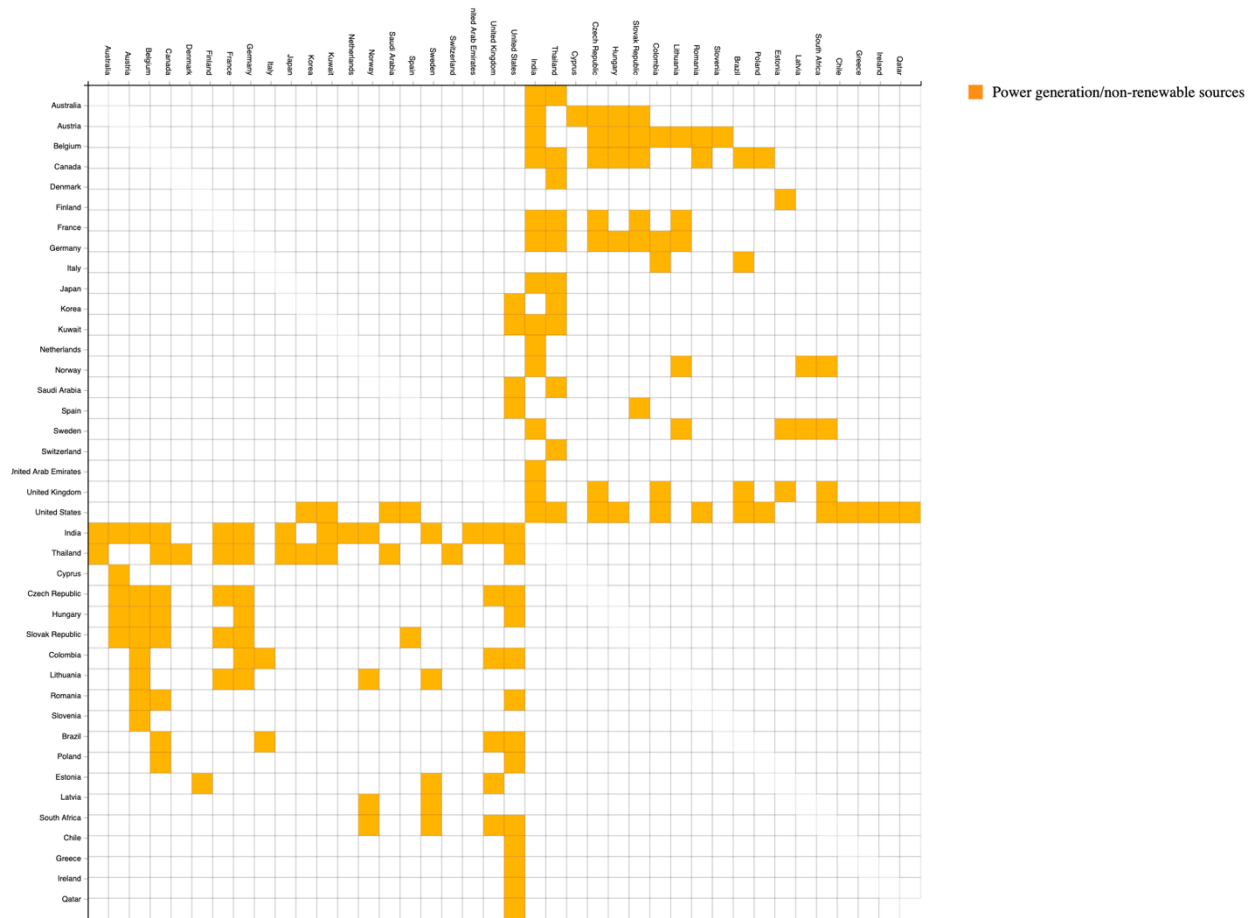 Australia
Austria
Belgium
Canada
Denmark
Finland
France
Germany
Italy
Japan
Korea
Kuwait
Netherlands
Norway
Saudi Arabia
Spain
Sweden
Switzerland
nited Arab Emirates
United Kingdom
United States
India
Thailand
Cyprus
Czech Republic
Hungary
Slovak Republic
Colombia
Lithuania
Romania
Slovenia
Brazil
Poland
Estonia
Latvia
South Africa
Chile
Greece
Ireland
Qatar
Power generation/non-renewable sources
Australia
Austria
Belgium
Canada
Denmark
Finland
France
Germany
Italy
Japan
Korea
Kuwait
Netherlands
Norway
Saudi Arabia
Spain
Sweden
Switzerland
Jnited Arab Emirates
United Kingdom
United States
India
Thailand
Cyprus
Czech Republic
Hungary
Slovak Republic
Colombia
Lithuania
Romania
Slovenia
Brazil
Poland
Estonia
Latvia
South Africa
Chile
Greece
Ireland
Qatar